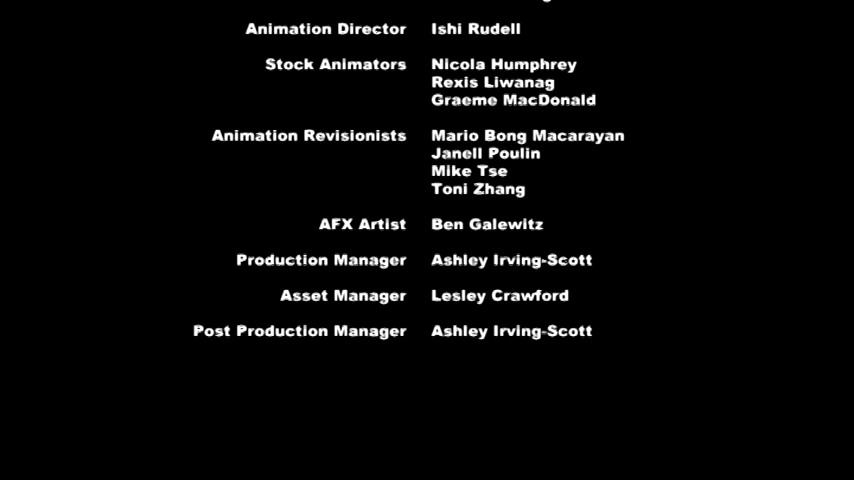 Animation Director Ishi Rudell
Stock Animators Nicola Humphrey
Rexis Liwanag
Graeme MacDonald
Animation Revisionists Mario Bong Macarayan
Janell Poulin
Mike Tse
Toni Zhang
AFX Artist Ben Galewitz
Production Manager Ashley Irving-Scott
Asset Manager Lesley Crawford
Post Production Manager Ashley Irving-Scott